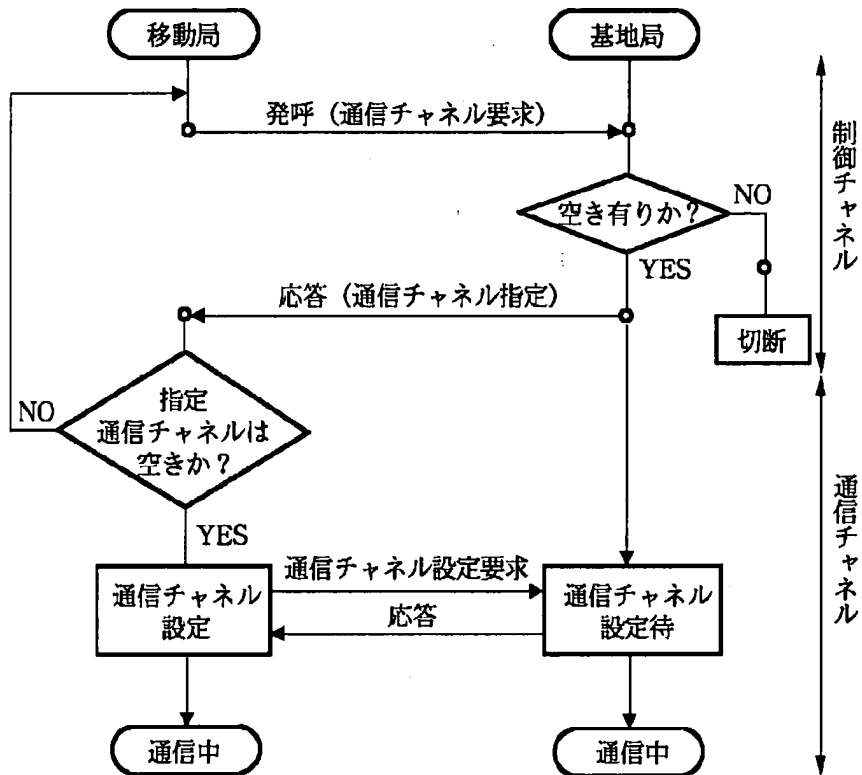 移動局
基地局
発呼（通信チャネル要求）
空き有りか？
NO
YES
応答（通信チャネル指定）
切断
指定
通信チャネルは
空きか？
NO
YES
通信チャネル
設定
通信チャネル設定要求
応答
通信チャネル
設定待
通信中
通信中
制御チャネル
通信チャネル